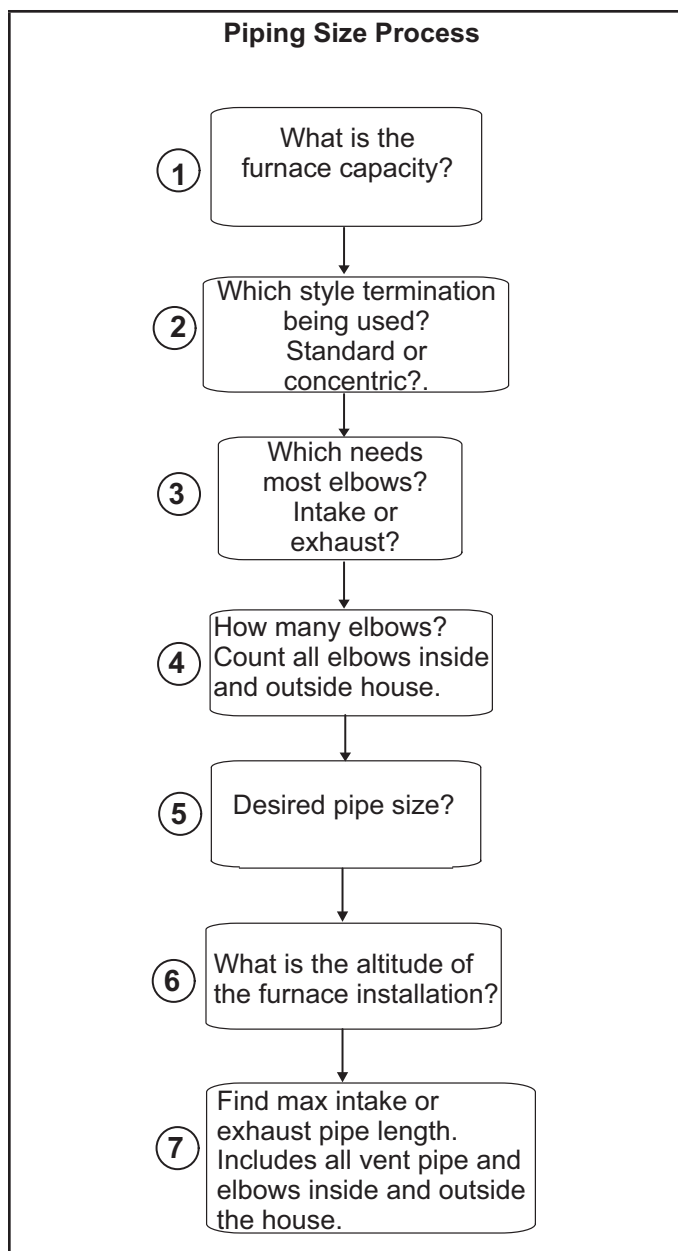 Piping Size Process
1
What is the
furnace capacity?
2
Which style termination
being used?
Standard or
concentric?.
3
Which needs
most elbows?
Intake or
exhaust?
4
How many elbows?
Count all elbows inside
and outside house.
5
Desired pipe size?
6
What is the altitude of
the furnace installation?
7
Find max intake or
exhaust pipe length.
Includes all vent pipe and
elbows inside and outside
the house.